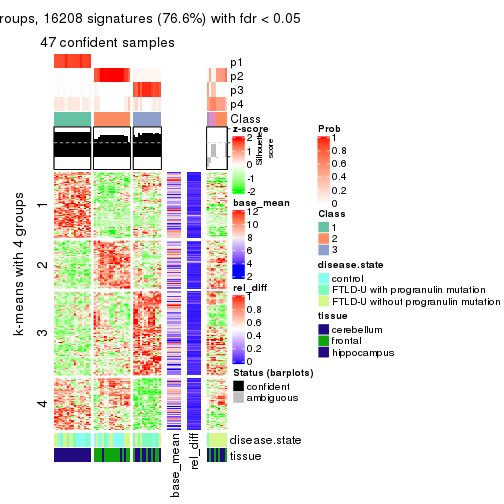 roups, 16208 signatures (76.6%) with fdr < 0.05
47 confident samples
p1
p2
p3
p4
Class
z-score
2
1
0
-1
-2
Silhouette
score
base_mean
12
10
8
6
4
2
rel_diff
1
0.8
0.6
0.4
0.2
0
Status (barplots)
confident
ambiguous
Prob
1
0.8
0.6
0.4
0.2
0
Class
1
2
3
disease.state
control
FTLD-U with progranulin mutation
FTLD-U without progranulin mutation
tissue
cerebellum
frontal
hippocampus
k-means with 4 groups
1
2
3
4
disease.state
tissue
base_mean
rel_diff